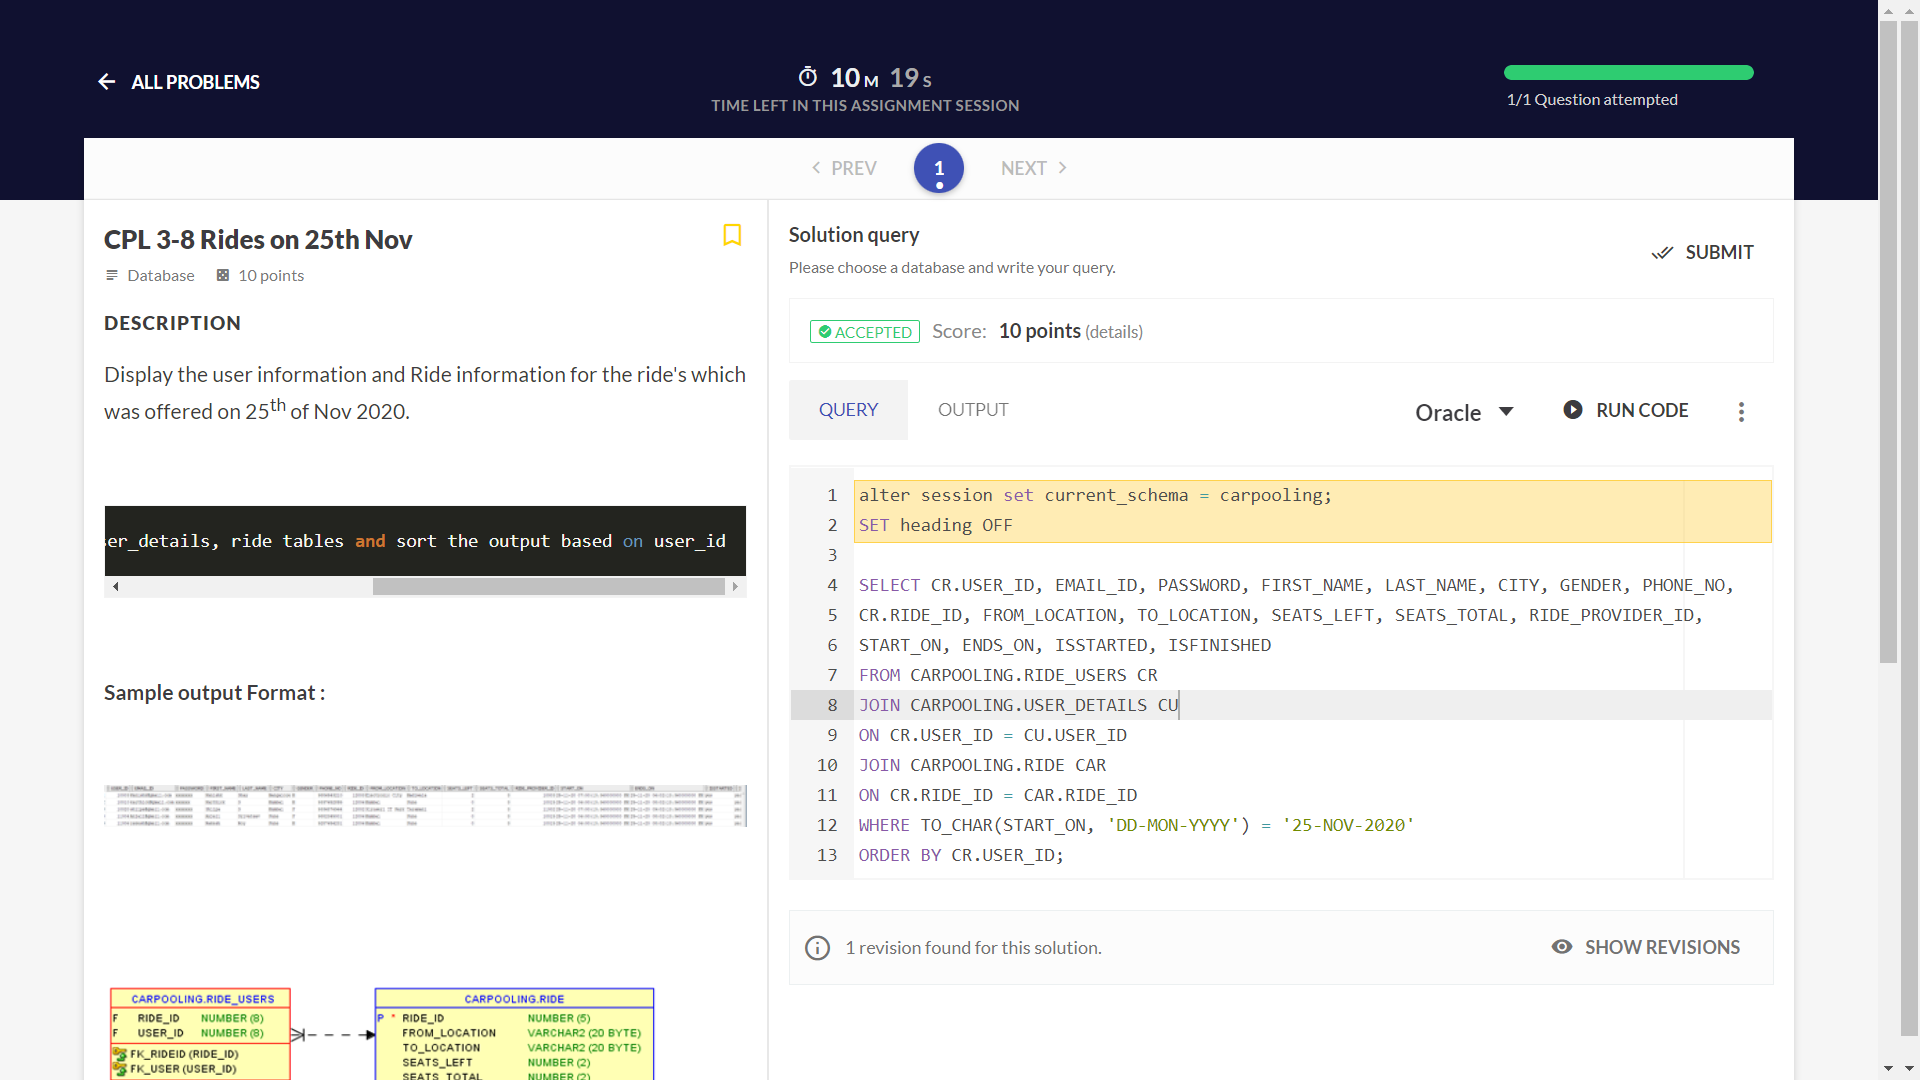 ALL PROBLEMS
10 M 19 S
TIME LEFT IN THIS ASSIGNMENT SESSION
1/1 Question attempted
PREV
1
NEXT
CPL 3-8 Rides on 25th Nov
Database 10 points
DESCRIPTION
Display the user information and Ride information for the ride's which
was offered on 25th of Nov 2020.
er_details, ride tables and sort the output based on user_id
Sample output Format :
CARPOOLING.RIDE_USERS
F RIDE_ID NUMBER (8)
F USER_ID NUMBER (8)
FK_RIDEID (RIDE_ID)
FK_USER (USER_ID)
CARPOOLING.RIDE
P * RIDE_ID NUMBER (5)
FROM_LOCATION VARCHAR2 (20 BYTE)
TO_LOCATION VARCHAR2 (20 BYTE)
SEATS_LEFT NUMBER (2)
SEATS_TOTAL NUMBER (2)
Solution query
Please choose a database and write your query.
SUBMIT
ACCEPTED Score: 10 points (details)
QUERY
OUTPUT
Oracle
RUN CODE
1 alter session set current_schema = carpooling;
2 SET heading OFF
3
4 SELECT CR.USER_ID, EMAIL_ID, PASSWORD, FIRST_NAME, LAST_NAME, CITY, GENDER, PHONE_NO,
5 CR.RIDE_ID, FROM_LOCATION, TO_LOCATION, SEATS_LEFT, SEATS_TOTAL, RIDE_PROVIDER_ID,
6 START_ON, ENDS_ON, ISSTARTED, ISFINISHED
7 FROM CARPOOLING.RIDE_USERS CR
8 JOIN CARPOOLING.USER_DETAILS CU
9 ON CR.USER_ID = CU.USER_ID
10 JOIN CARPOOLING.RIDE CAR
11 ON CR.RIDE_ID = CAR.RIDE_ID
12 WHERE TO_CHAR(START_ON, 'DD-MON-YYYY') = '25-NOV-2020'
13 ORDER BY CR.USER_ID;
1 revision found for this solution.
SHOW REVISIONS